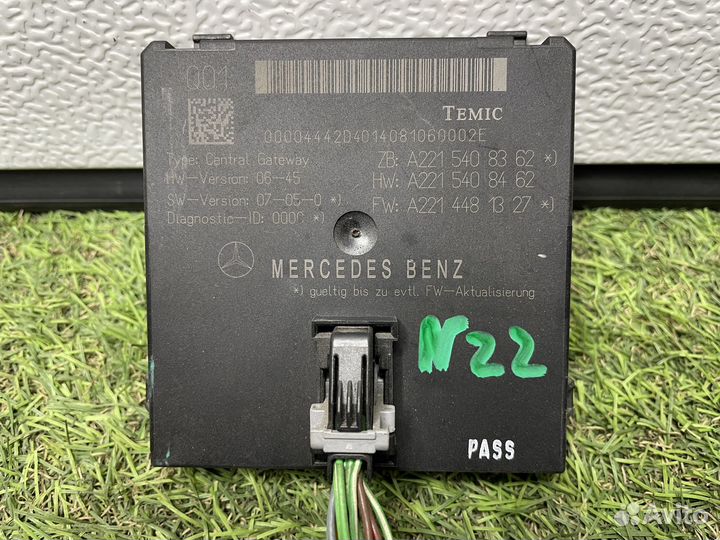 001
TEMIC
00004442D4014081060002E
Type: Central Gateway
ZB: A221 540 83 62 *)
HW-Version: 06-45
HW: A221 540 84 62
SW-Version: 07-05-0 *)
FW: A221 448 13 27 *)
Diagnostic-ID: 000C *)
MERCEDES BENZ
*) gueltig bis zu evtl. FW-Aktualisierung
N22
PASS
Avito